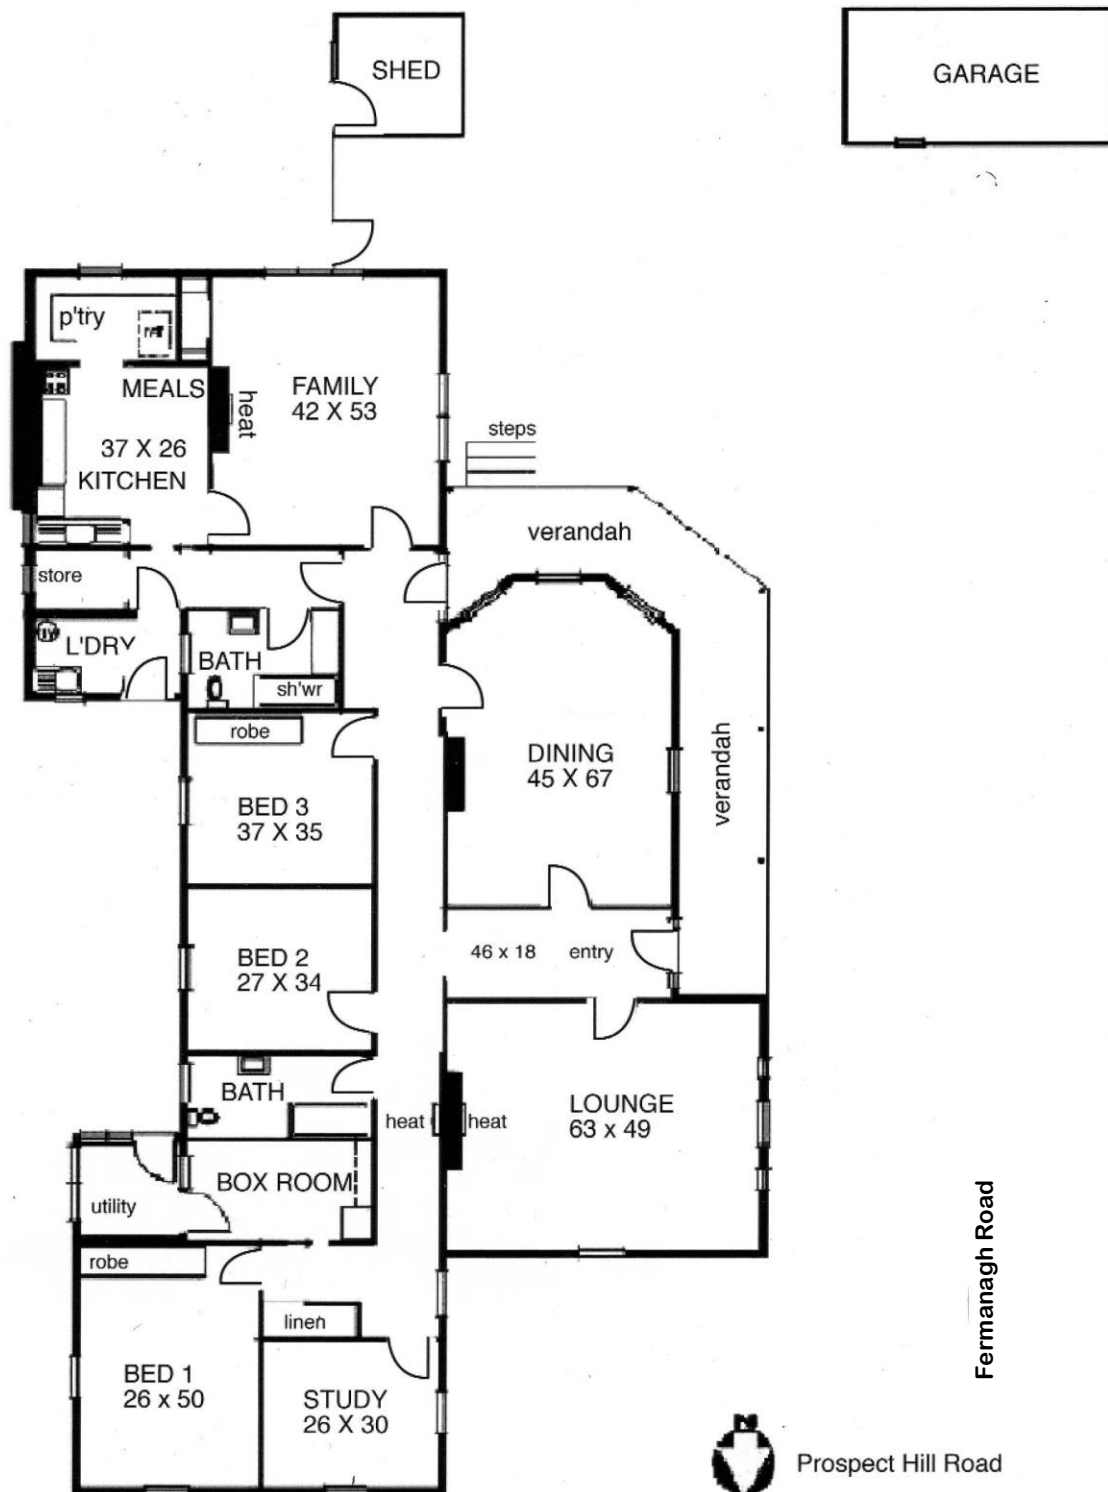 SHED
GARAGE
p'try
MEALS
37 X 26
KITCHEN
heat
FAMILY
42 X 53
steps
verandah
store
L'DRY
BATH
sh'wr
robe
BED 3
37 X 35
DINING
45 X 67
verandah
BED 2
27 X 34
46 x 18 entry
BATH
heat
heat
LOUNGE
63 x 49
BOX ROOM
utility
robe
linen
BED 1
26 x 50
STUDY
26 X 30
Fermanagh Road
N
Prospect Hill Road